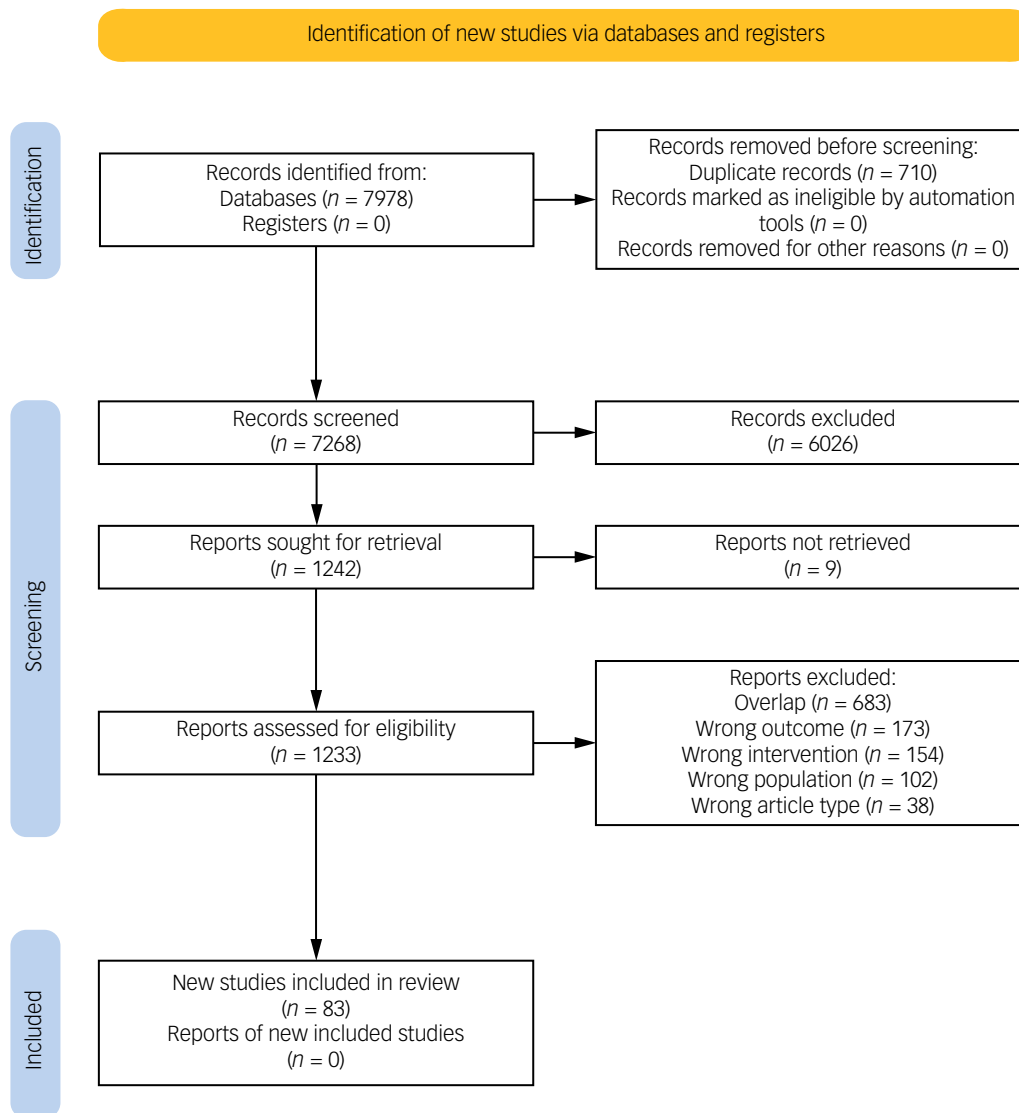 Identification of new studies via databases and registers
Identification
Records identified from:
Databases (n = 7978)
Registers (n = 0)
Records removed before screening:
Duplicate records (n = 710)
Records marked as ineligible by automation
tools (n = 0)
Records removed for other reasons (n = 0)
Screening
Records screened
(n = 7268)
Records excluded
(n = 6026)
Reports sought for retrieval
(n = 1242)
Reports not retrieved
(n = 9)
Reports assessed for eligibility
(n = 1233)
Reports excluded:
Overlap (n = 683)
Wrong outcome (n = 173)
Wrong intervention (n = 154)
Wrong population (n = 102)
Wrong article type (n = 38)
Included
New studies included in review
(n = 83)
Reports of new included studies
(n = 0)